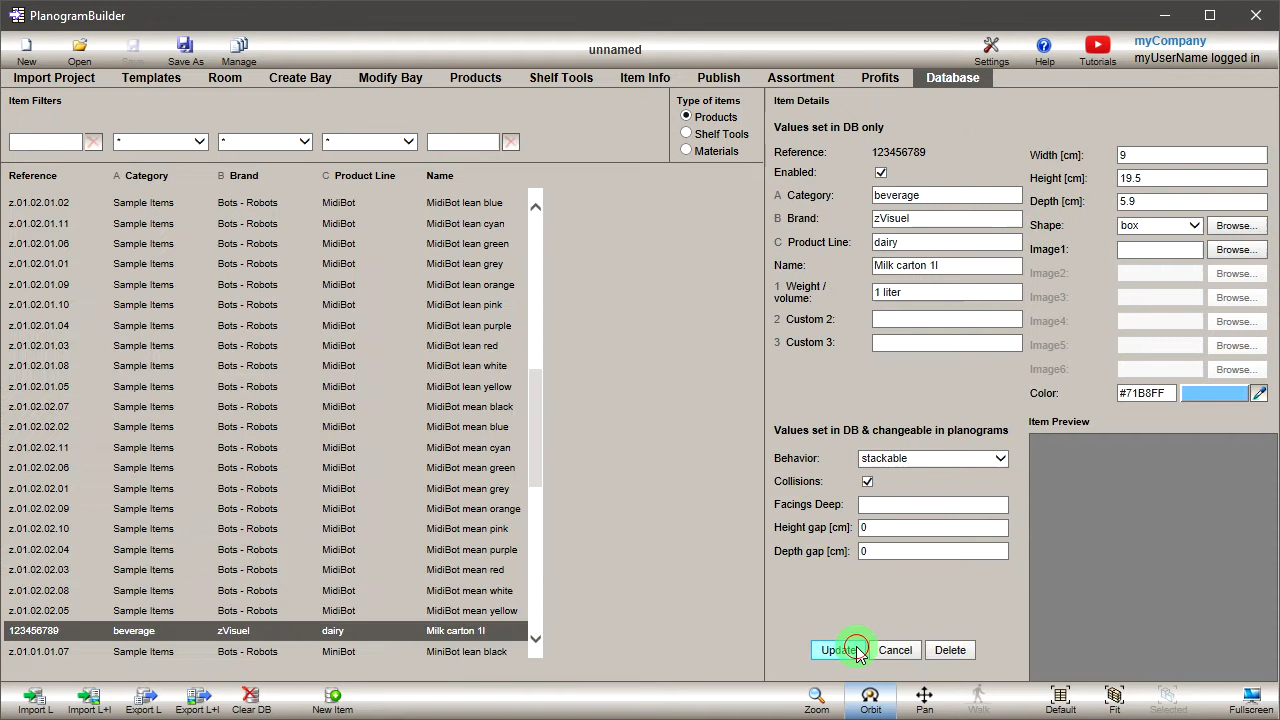 PlanogramBuilder
New Open Save As Manage unnamed Settings Help Tutorials myCompany
myUserName logged in
Import Project Templates Room Create Bay Modify Bay Products Shelf Tools Item Info Publish Assortment Profits Database
Item Filters
* * *
Type of items
Products
Shelf Tools
Materials
Reference A Category B Brand C Product Line Name
z.01.02.01.02 Sample Items Bots - Robots MidiBot MidiBot lean blue
z.01.02.01.11 Sample Items Bots - Robots MidiBot MidiBot lean cyan
z.01.02.01.06 Sample Items Bots - Robots MidiBot MidiBot lean green
z.01.02.01.01 Sample Items Bots - Robots MidiBot MidiBot lean grey
z.01.02.01.09 Sample Items Bots - Robots MidiBot MidiBot lean orange
z.01.02.01.10 Sample Items Bots - Robots MidiBot MidiBot lean pink
z.01.02.01.04 Sample Items Bots - Robots MidiBot MidiBot lean purple
z.01.02.01.03 Sample Items Bots - Robots MidiBot MidiBot lean red
z.01.02.01.08 Sample Items Bots - Robots MidiBot MidiBot lean white
z.01.02.01.05 Sample Items Bots - Robots MidiBot MidiBot lean yellow
z.01.02.02.07 Sample Items Bots - Robots MidiBot MidiBot mean black
z.01.02.02.02 Sample Items Bots - Robots MidiBot MidiBot mean blue
z.01.02.02.11 Sample Items Bots - Robots MidiBot MidiBot mean cyan
z.01.02.02.06 Sample Items Bots - Robots MidiBot MidiBot mean green
z.01.02.02.01 Sample Items Bots - Robots MidiBot MidiBot mean grey
z.01.02.02.09 Sample Items Bots - Robots MidiBot MidiBot mean orange
z.01.02.02.10 Sample Items Bots - Robots MidiBot MidiBot mean pink
z.01.02.02.04 Sample Items Bots - Robots MidiBot MidiBot mean purple
z.01.02.02.03 Sample Items Bots - Robots MidiBot MidiBot mean red
z.01.02.02.08 Sample Items Bots - Robots MidiBot MidiBot mean white
z.01.02.02.05 Sample Items Bots - Robots MidiBot MidiBot mean yellow
123456789 beverage zVisuel dairy Milk carton 1l
z.01.01.01.07 Sample Items Bots - Robots MiniBot MiniBot lean black
Item Details
Values set in DB only
Reference: 123456789
Enabled:
A Category: beverage
B Brand: zVisuel
C Product Line: dairy
Name: Milk carton 1l
1 Weight /
volume: 1 liter
2 Custom 2:
3 Custom 3:
Values set in DB & changeable in planograms
Behavior: stackable
Collisions:
Facings Deep:
Height gap [cm]: 0
Depth gap [cm]: 0
Update Cancel Delete
Width [cm]: 9
Height [cm]: 19.5
Depth [cm]: 5.9
Shape: box Browse...
Image1: Browse...
Image2: Browse...
Image3: Browse...
Image4: Browse...
Image5: Browse...
Image6: Browse...
Color: #71B8FF
Item Preview
Import L Import L+I Export L Export L+I Clear DB New Item Zoom Orbit Pan Walk Default Fit Selected Fullscreen